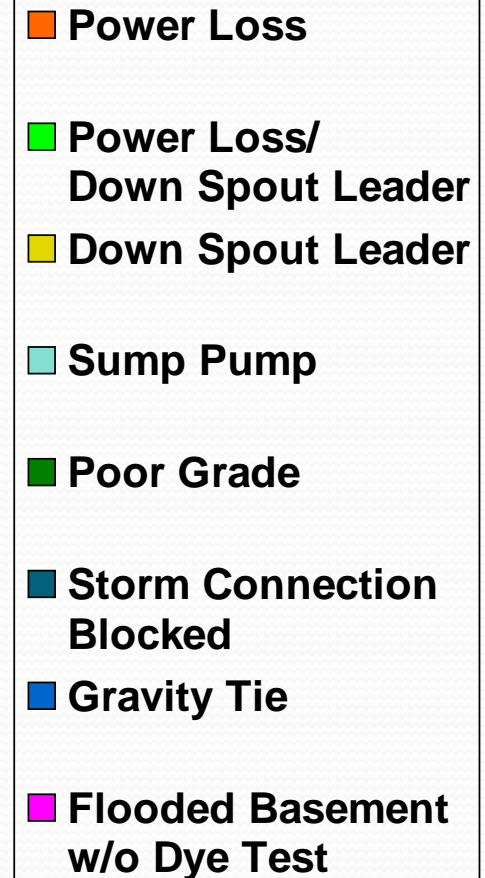 Power Loss
Power Loss/
Down Spout Leader
Down Spout Leader
Sump Pump
Poor Grade
Storm Connection
Blocked
Gravity Tie
Flooded Basement
w/o Dye Test